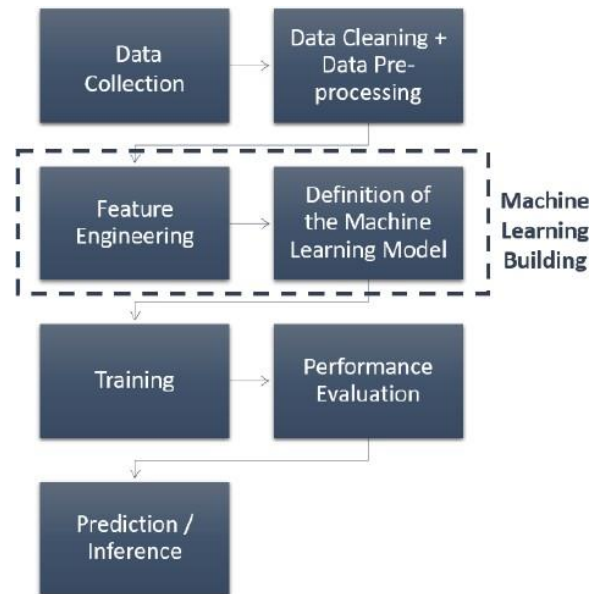 Data
Collection
Data Cleaning +
Data Pre-
processing
Feature
Engineering
Definition of
the Machine
Learning Model
Machine
Learning
Building
Training
Performance
Evaluation
Prediction /
Inference